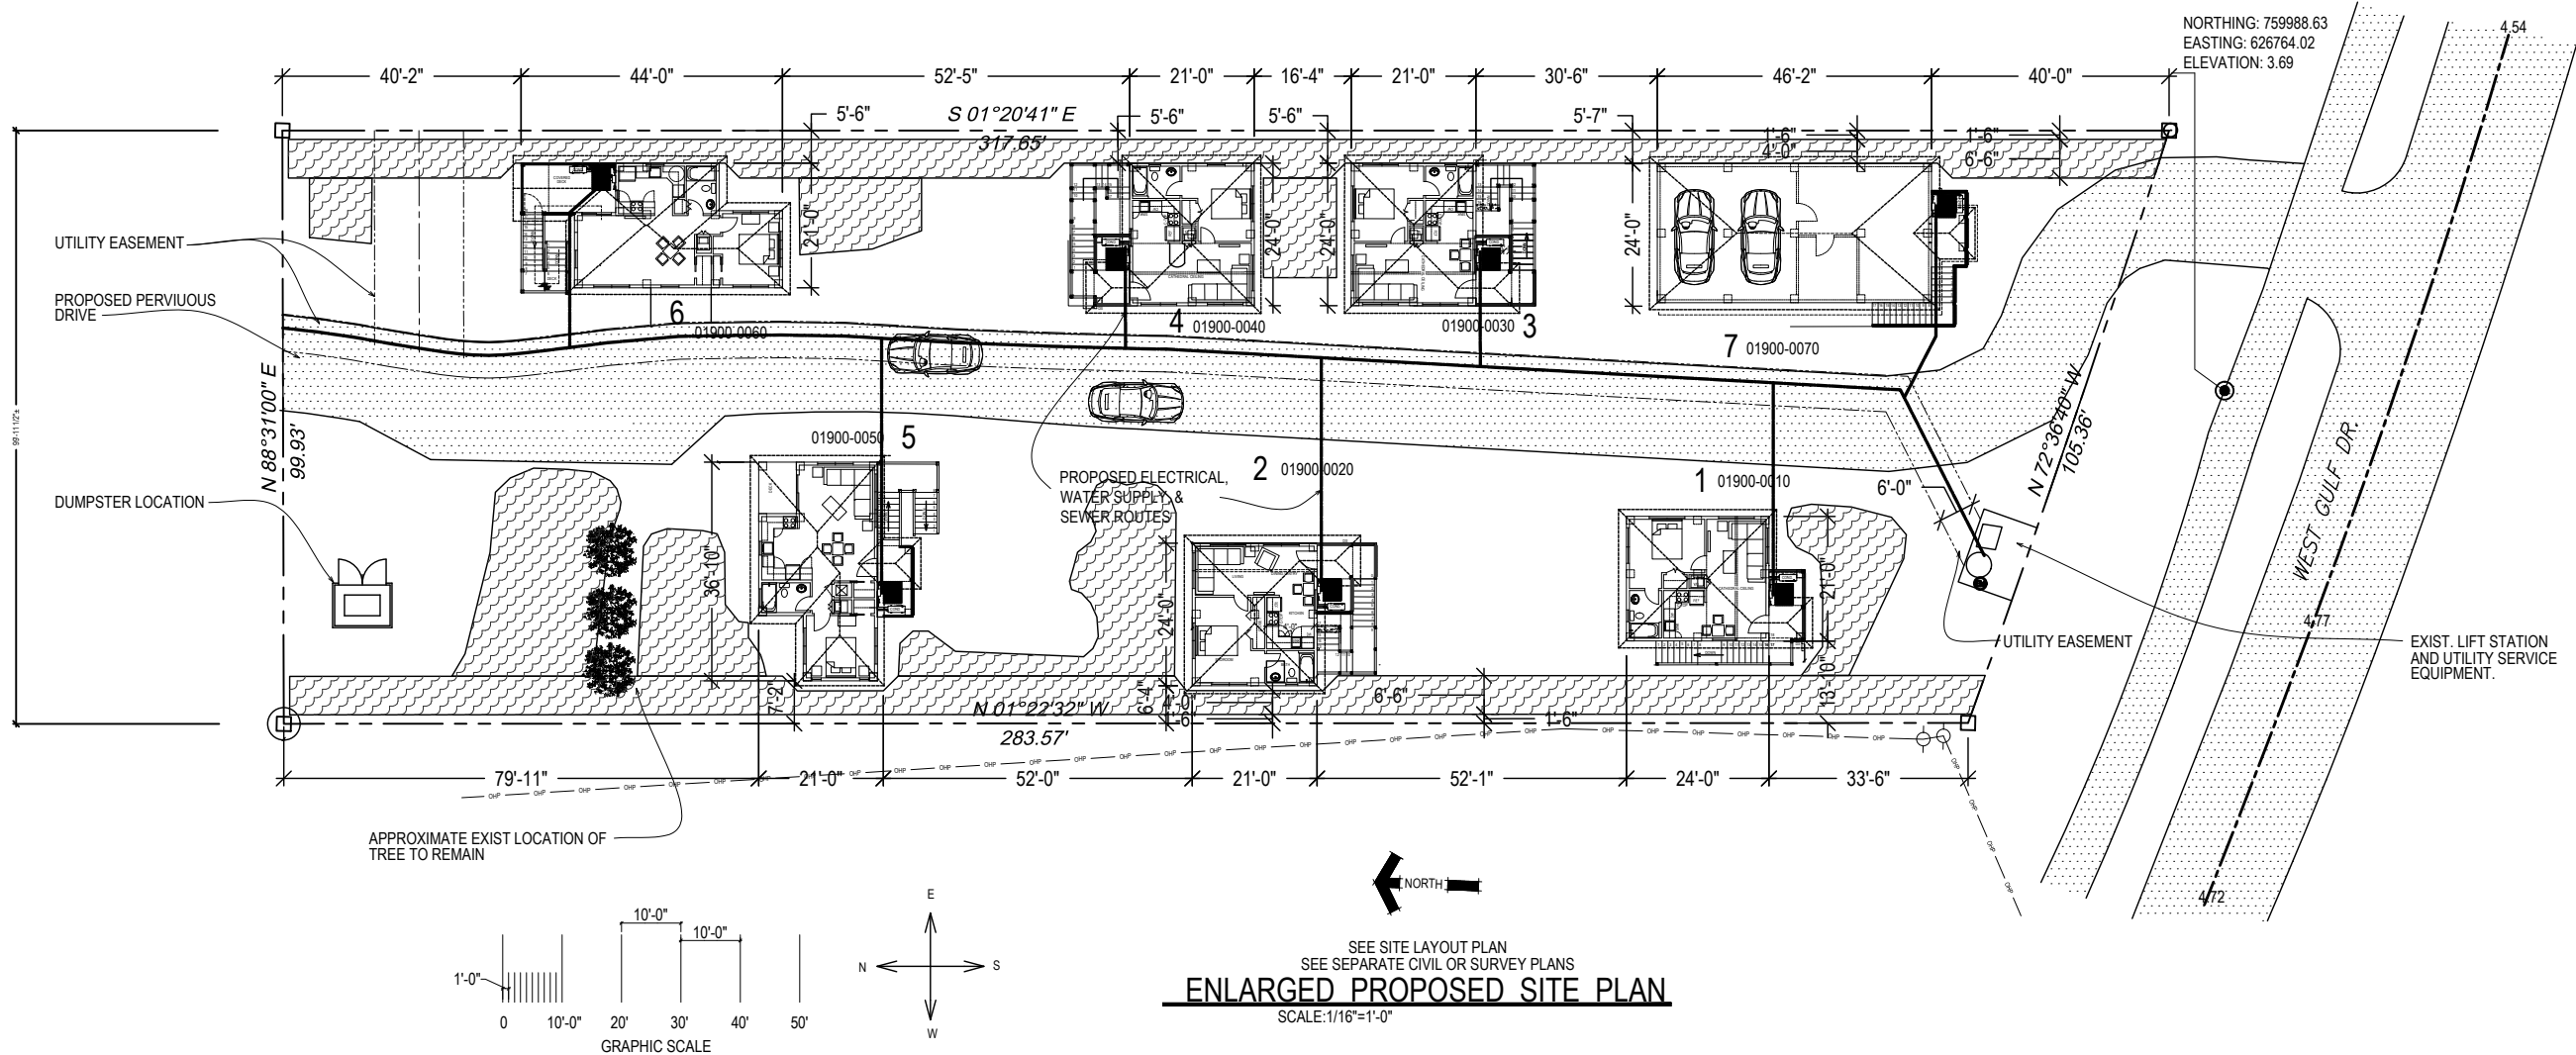 NORTHING: 759988.63
EASTING: 626764.02
ELEVATION: 3.69
4.54
40'-2"
44'-0"
52'-5"
21'-0"
16'-4"
21'-0"
30'-6"
46'-2"
40'-0"
S 01°20'41" E
317.65'
5'-6"
5'-6"
5'-6"
5'-7"
1'-6"
4'-0"
1'-6"
6'-6"
21'-0"
24'-0"
24'-0"
24'-0"
UTILITY EASEMENT
PROPOSED PERVIUOUS
DRIVE
6
01900-0060
4
01900-0040
01900-0030
3
7
01900-0070
N 88°31'00" E
99.93'
N 72°36'40" W
105.36'
WEST GULF DR.
01900-0050
5
2
01900-0020
1
01900-0010
6'-0"
PROPOSED ELECTRICAL,
WATER SUPPLY, &
SEWER ROUTES
DUMPSTER LOCATION
36'-10"
24'-0"
21'-0"
LIVING
KITCHEN
UTILITY EASEMENT
4.77
EXIST. LIFT STATION
AND UTILITY SERVICE
EQUIPMENT.
7'-2"
6'-4"
4'-0"
1'-6"
6'-6"
1'-6"
13'-10"
N 01°22'32" W
283.57'
79'-11"
21'-0"
52'-0"
21'-0"
52'-1"
24'-0"
33'-6"
OHP
APPROXIMATE EXIST LOCATION OF
TREE TO REMAIN
4.72
NORTH
E
N
S
W
10'-0"
10'-0"
1'-0"
0
10'-0"
20'
30'
40'
50'
GRAPHIC SCALE
SEE SITE LAYOUT PLAN
SEE SEPARATE CIVIL OR SURVEY PLANS
ENLARGED PROPOSED SITE PLAN
SCALE:1/16"=1'-0"